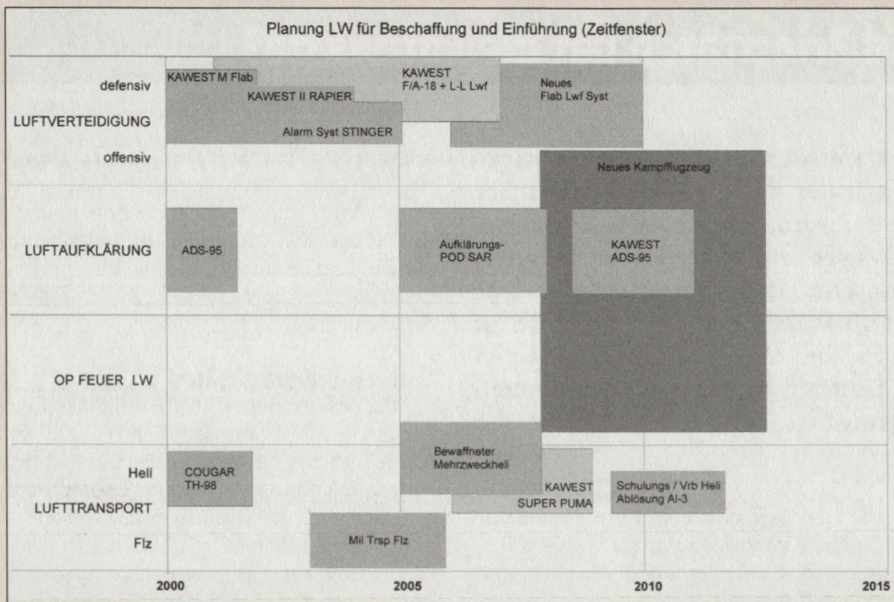 Planung LW für Beschaffung und Einführung (Zeitfenster)
defensiv
LUFTVERTEIDIGUNG
offensiv
KAWEST M Flab
KAWEST II RAPIER
Alarm Syst STINGER
KAWEST
F/A-18 + L-L Lwf
Neues
Flab Lwf Syst
Neues Kampfflugzeug
LUFTAUFKLÄRUNG
ADS-95
Aufklärungs-
POD SAR
KAWEST
ADS-95
OP FEUER LW
Heli
LUFTTRANSPORT
Flz
COUGAR
TH-98
Bewaffneter
Mehrzweckheli
KAWEST
SUPER PUMA
Schulungs / Vrb Heli
Ablösung Al-3
Mil Trsp Flz
2000
2005
2010
2015